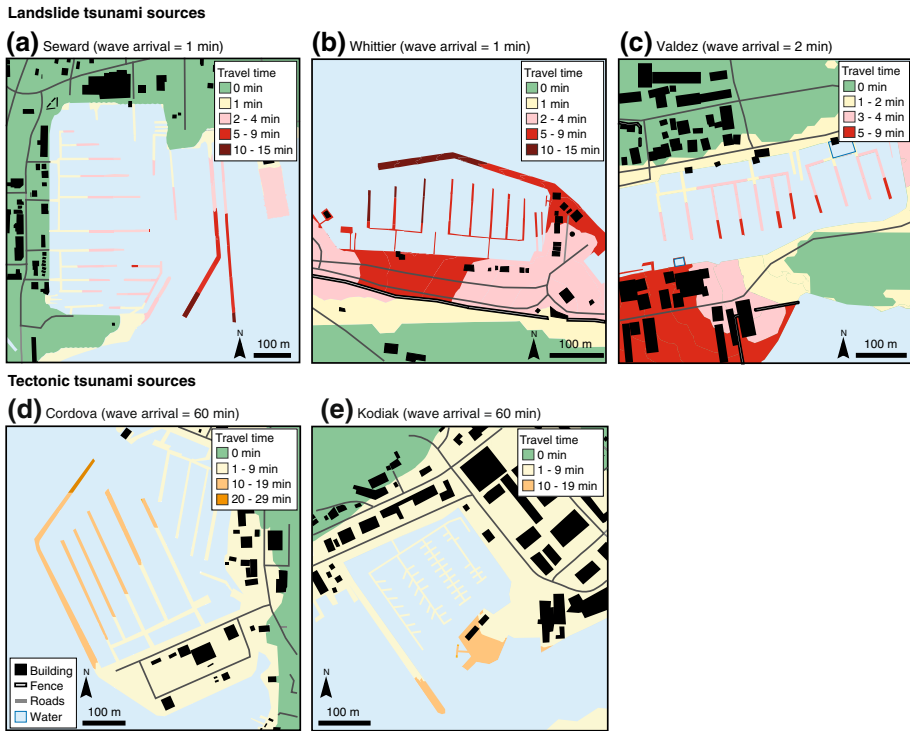 Landslide tsunami sources
(a) Seward (wave arrival = 1 min)
Travel time
0 min
1 min
2 - 4 min
5 - 9 min
10 - 15 min
N
100 m
(b) Whittier (wave arrival = 1 min)
Travel time
0 min
1 min
2 - 4 min
5 - 9 min
10 - 15 min
N
100 m
(c) Valdez (wave arrival = 2 min)
Travel time
0 min
1 - 2 min
3 - 4 min
5 - 9 min
N
100 m
Tectonic tsunami sources
(d) Cordova (wave arrival = 60 min)
Travel time
0 min
1 - 9 min
10 - 19 min
20 - 29 min
Building
Fence
Roads
Water
N
100 m
(e) Kodiak (wave arrival = 60 min)
Travel time
0 min
1 - 9 min
10 - 19 min
N
100 m